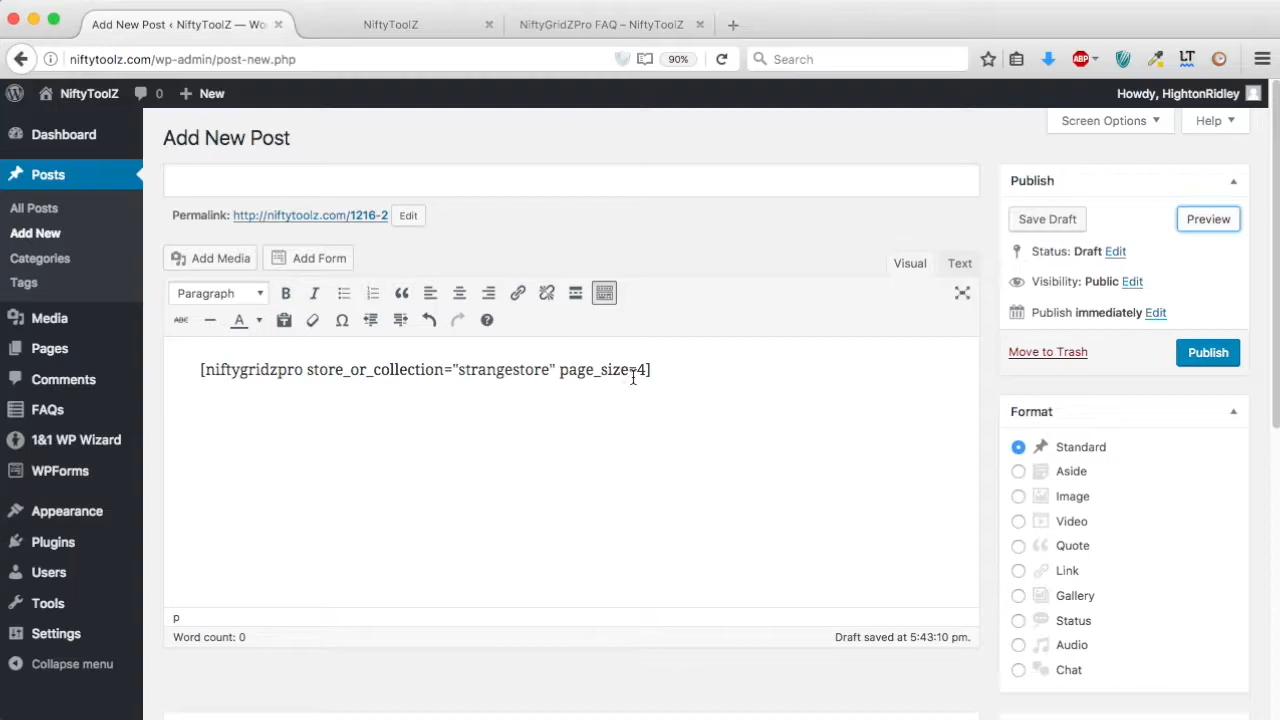 Add New Post ‹ NiftyToolZ — Wo
NiftyToolZ
NiftyGridZPro FAQ – NiftyToolZ
niftytoolz.com/wp-admin/post-new.php
90%
Search
ABP
LT
NiftyToolZ
0
New
Howdy, HightonRidley
Dashboard
Posts
All Posts
Add New
Categories
Tags
Media
Pages
Comments
FAQs
1&1 WP Wizard
WPForms
Appearance
Plugins
Users
Tools
Settings
Collapse menu
Screen Options
Help
Add New Post
Permalink: http://niftytoolz.com/1216-2 Edit
Add Media
Add Form
Visual
Text
Paragraph
B
I
ABC
A
[niftygridzpro store_or_collection="strangestore" page_size=4]
p
Word count: 0
Draft saved at 5:43:10 pm.
Publish
Save Draft
Preview
Status: Draft Edit
Visibility: Public Edit
Publish immediately Edit
Move to Trash
Publish
Format
Standard
Aside
Image
Video
Quote
Link
Gallery
Status
Audio
Chat